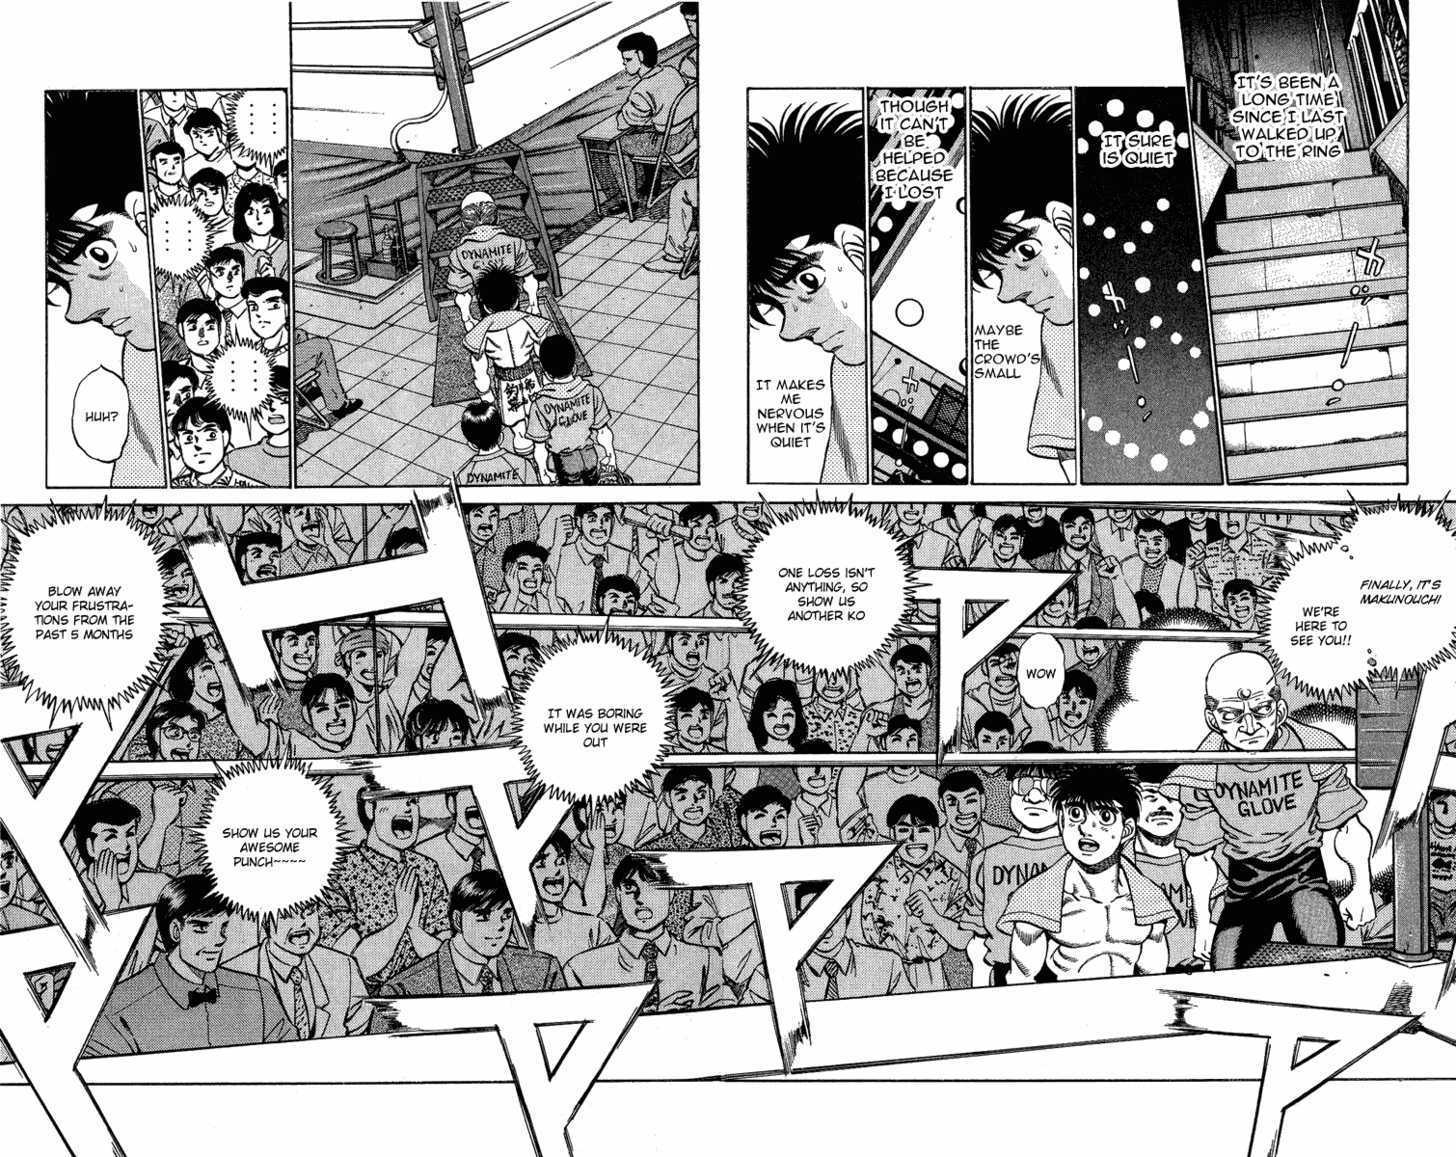 IT'S BEEN A
LONG TIME
SINCE I LAST
WALKED UP
TO THE RING
IT SURE
IS QUIET
MAYBE
THE
CROWD'S
SMALL
THOUGH
IT CAN'T
BE
HELPED
BECAUSE
I LOST
IT MAKES
ME
NERVOUS
WHEN IT'S
QUIET
DYNAMITE
GLOVE
DYNAMITE
GLOVE
DYNAMITE
HUH?
FINALLY, IT'S
MAKUNOUCHI
WE'RE
HERE TO
SEE YOU!!
WOW
ONE LOSS ISN'T
ANYTHING, SO
SHOW US
ANOTHER KO
IT WAS BORING
WHILE YOU WERE
OUT
BLOW AWAY
YOUR FRUSTRA-
TIONS FROM THE
PAST 5 MONTHS
SHOW US YOUR
AWESOME
PUNCH~~~~
DYNAMITE
GLOVE
DYNAM
AM